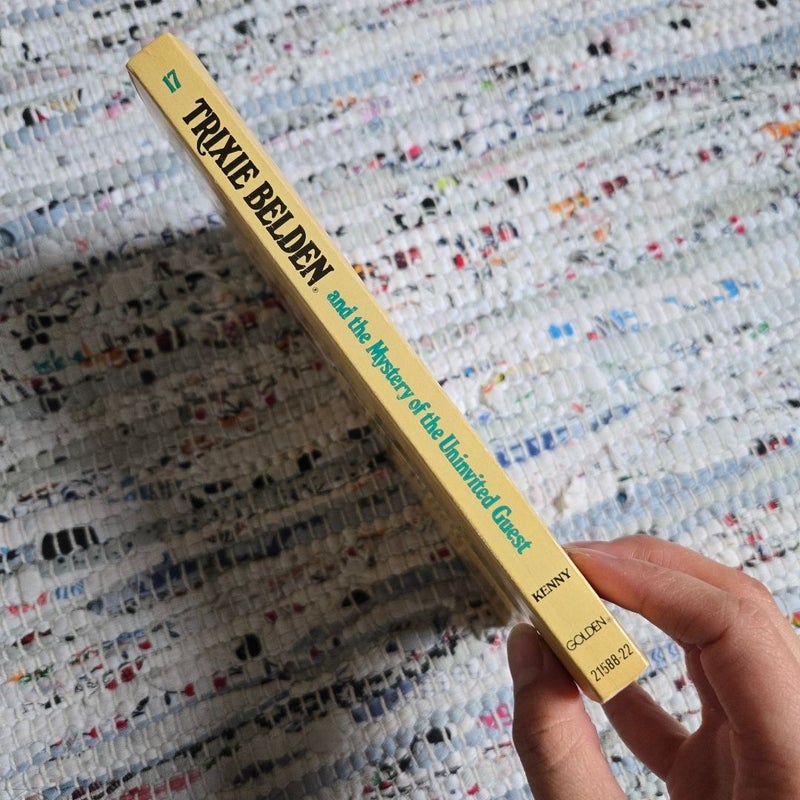 17
TRIXIE BELDEN®
and the Mystery of the Uninvited Guest
KENNY
GOLDEN®
21588-22